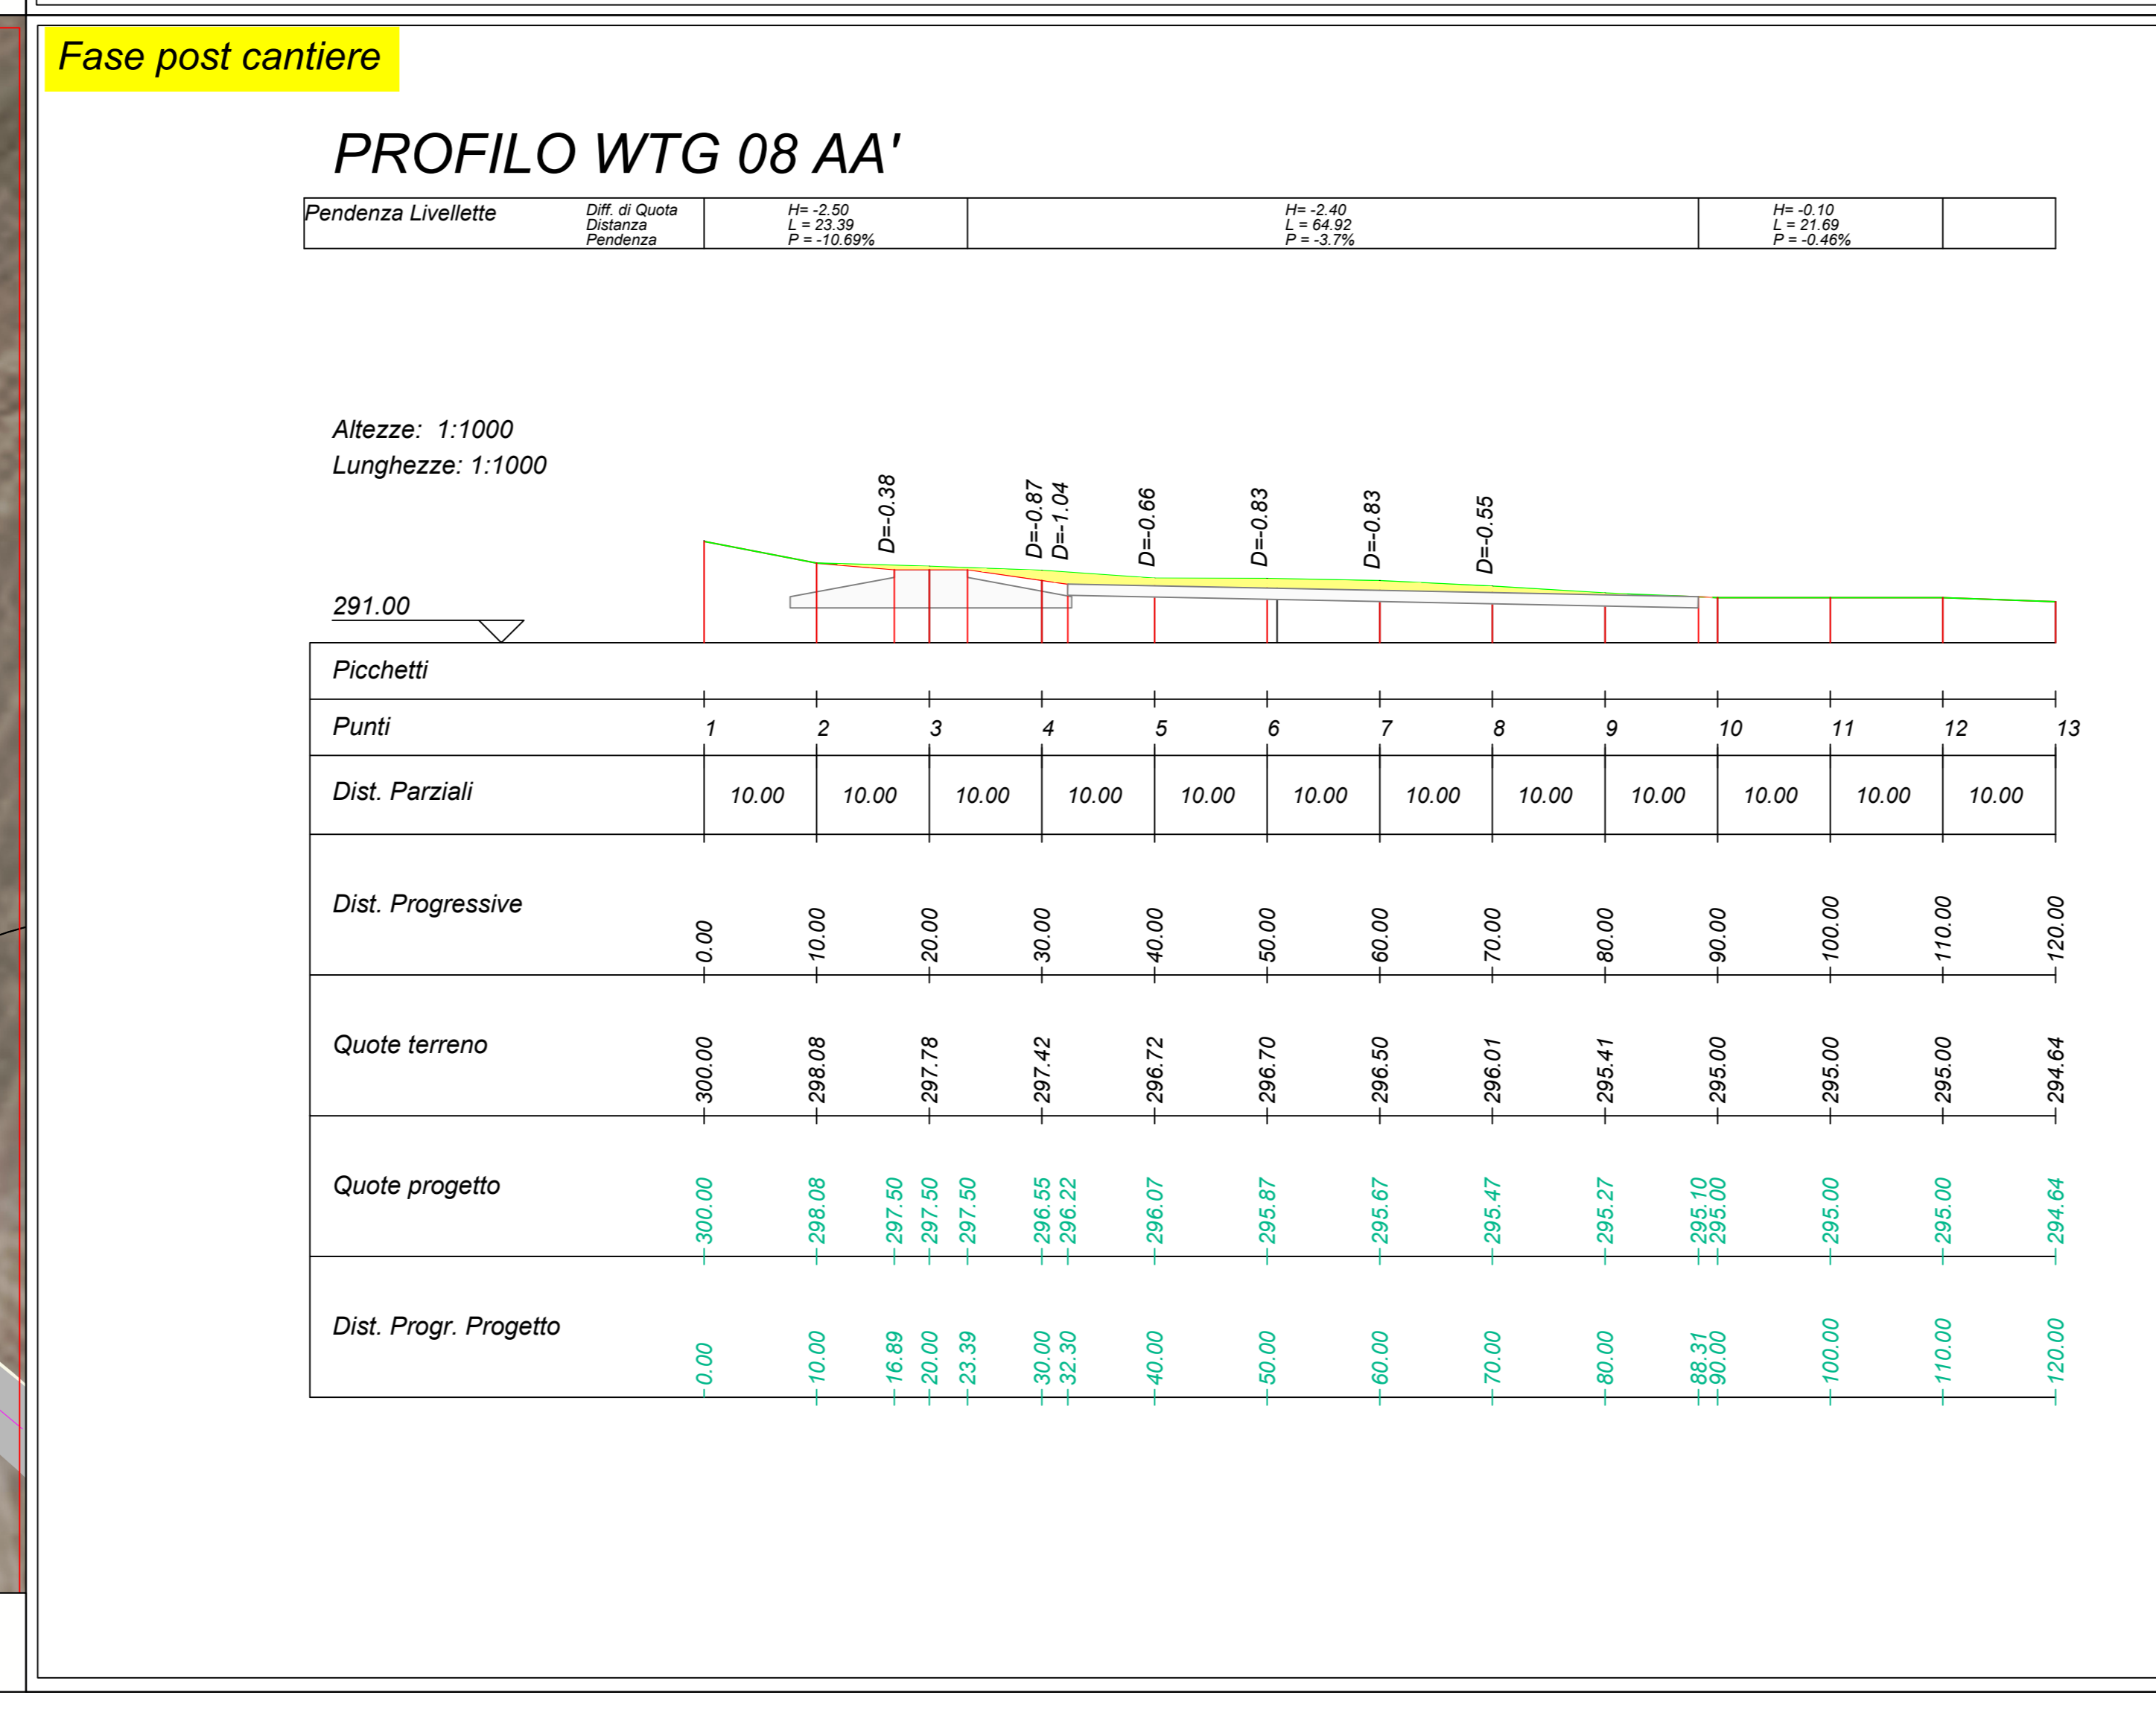 Fase post cantiere
PROFILO WTG 08 AA'
Pendenza Livellette
Diff. di Quota
Distanza
Pendenza
H= -2.50
L = 23.39
P = -10.69%
H= -2.40
L = 64.92
P = -3.7%
H= -0.10
L = 21.69
P = -0.46%
Altezze: 1:1000
Lunghezze: 1:1000
D=-0.38
D=-0.87
D=-1.04
D=-0.66
D=-0.83
D=-0.83
D=-0.55
291.00
Picchetti
Punti 1 2 3 4 5 6 7 8 9 10 11 12 13
Dist. Parziali 10.00 10.00 10.00 10.00 10.00 10.00 10.00 10.00 10.00 10.00 10.00 10.00
Dist. Progressive 0.00 10.00 20.00 30.00 40.00 50.00 60.00 70.00 80.00 90.00 100.00 110.00 120.00
Quote terreno 300.00 298.08 297.78 297.42 296.72 296.70 296.50 296.01 295.41 295.00 295.00 295.00 294.64
Quote progetto 300.00 298.08 297.50 297.50 297.50 296.55 296.22 296.07 295.87 295.67 295.47 295.27 295.10 295.00 295.00 295.00 294.64
Dist. Progr. Progetto 0.00 10.00 16.89 20.00 23.39 30.00 32.30 40.00 50.00 60.00 70.00 80.00 88.31 90.00 100.00 110.00 120.00